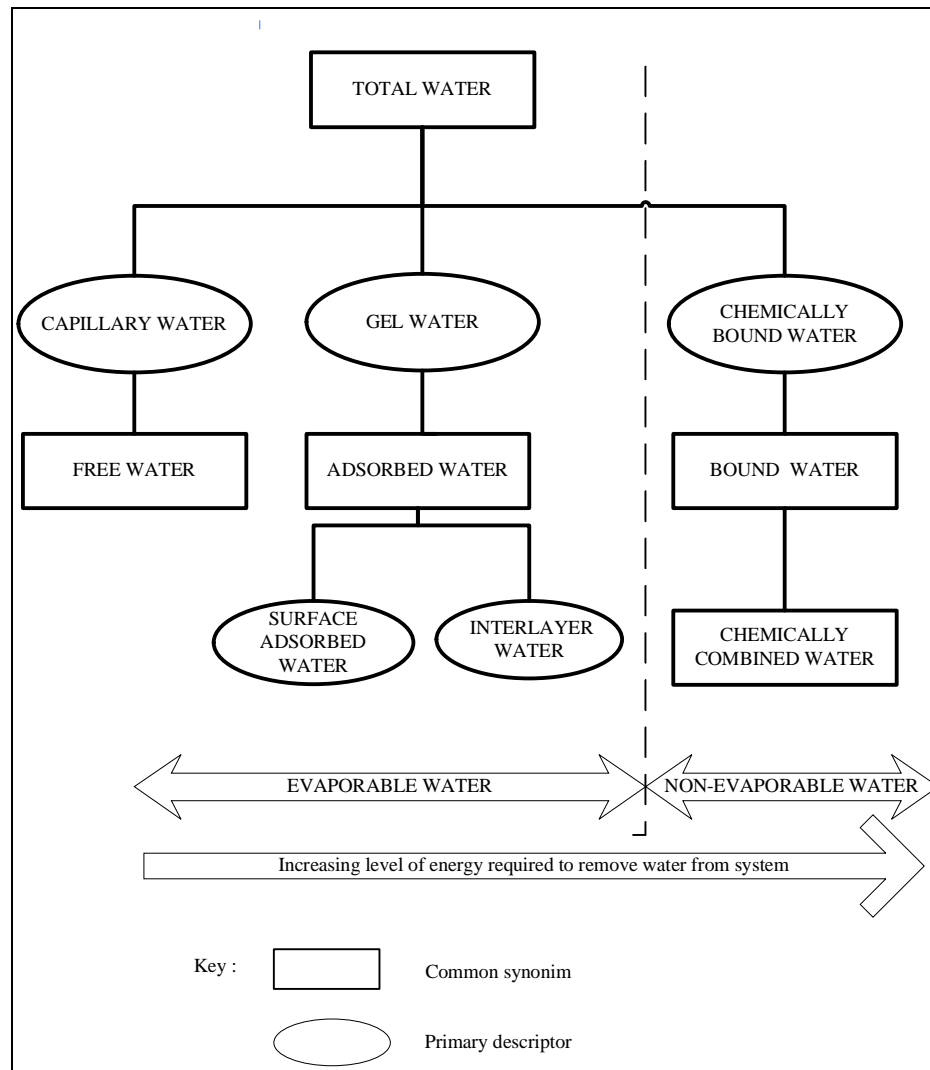 TOTAL WATER
CAPILLARY WATER
GEL WATER
CHEMICALLY
BOUND WATER
FREE WATER
ADSORBED WATER
BOUND WATER
SURFACE
ADSORBED
WATER
INTERLAYER
WATER
CHEMICALLY
COMBINED WATER
EVAPORABLE WATER
NON-EVAPORABLE WATER
Increasing level of energy required to remove water from system
Key :
Common synonim
Primary descriptor